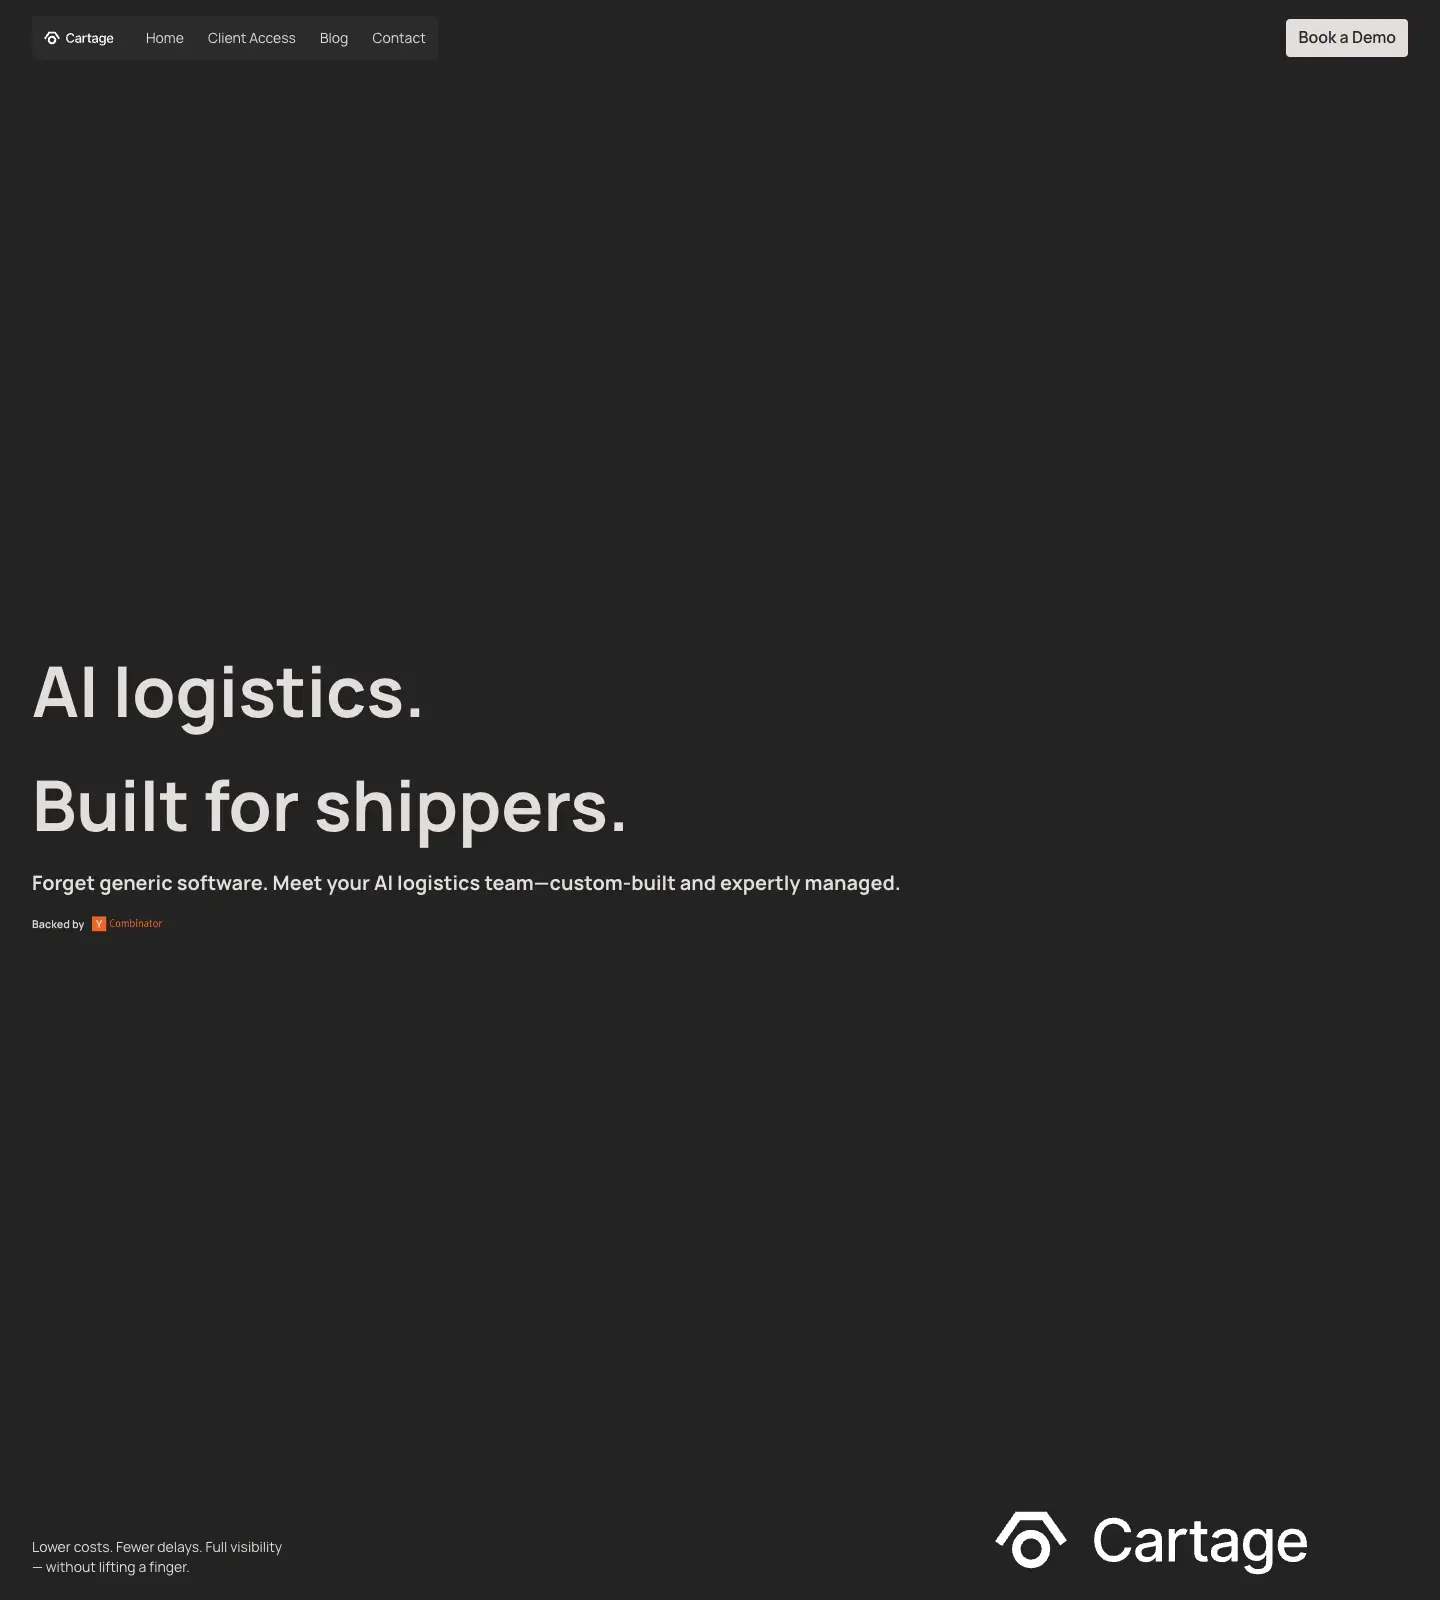 Cartage Home Client Access Blog Contact Book a Demo
AI logistics.
Built for shippers.
Forget generic software. Meet your AI logistics team—custom-built and expertly managed.
Backed by Y Combinator
Lower costs. Fewer delays. Full visibility
— without lifting a finger.
Cartage